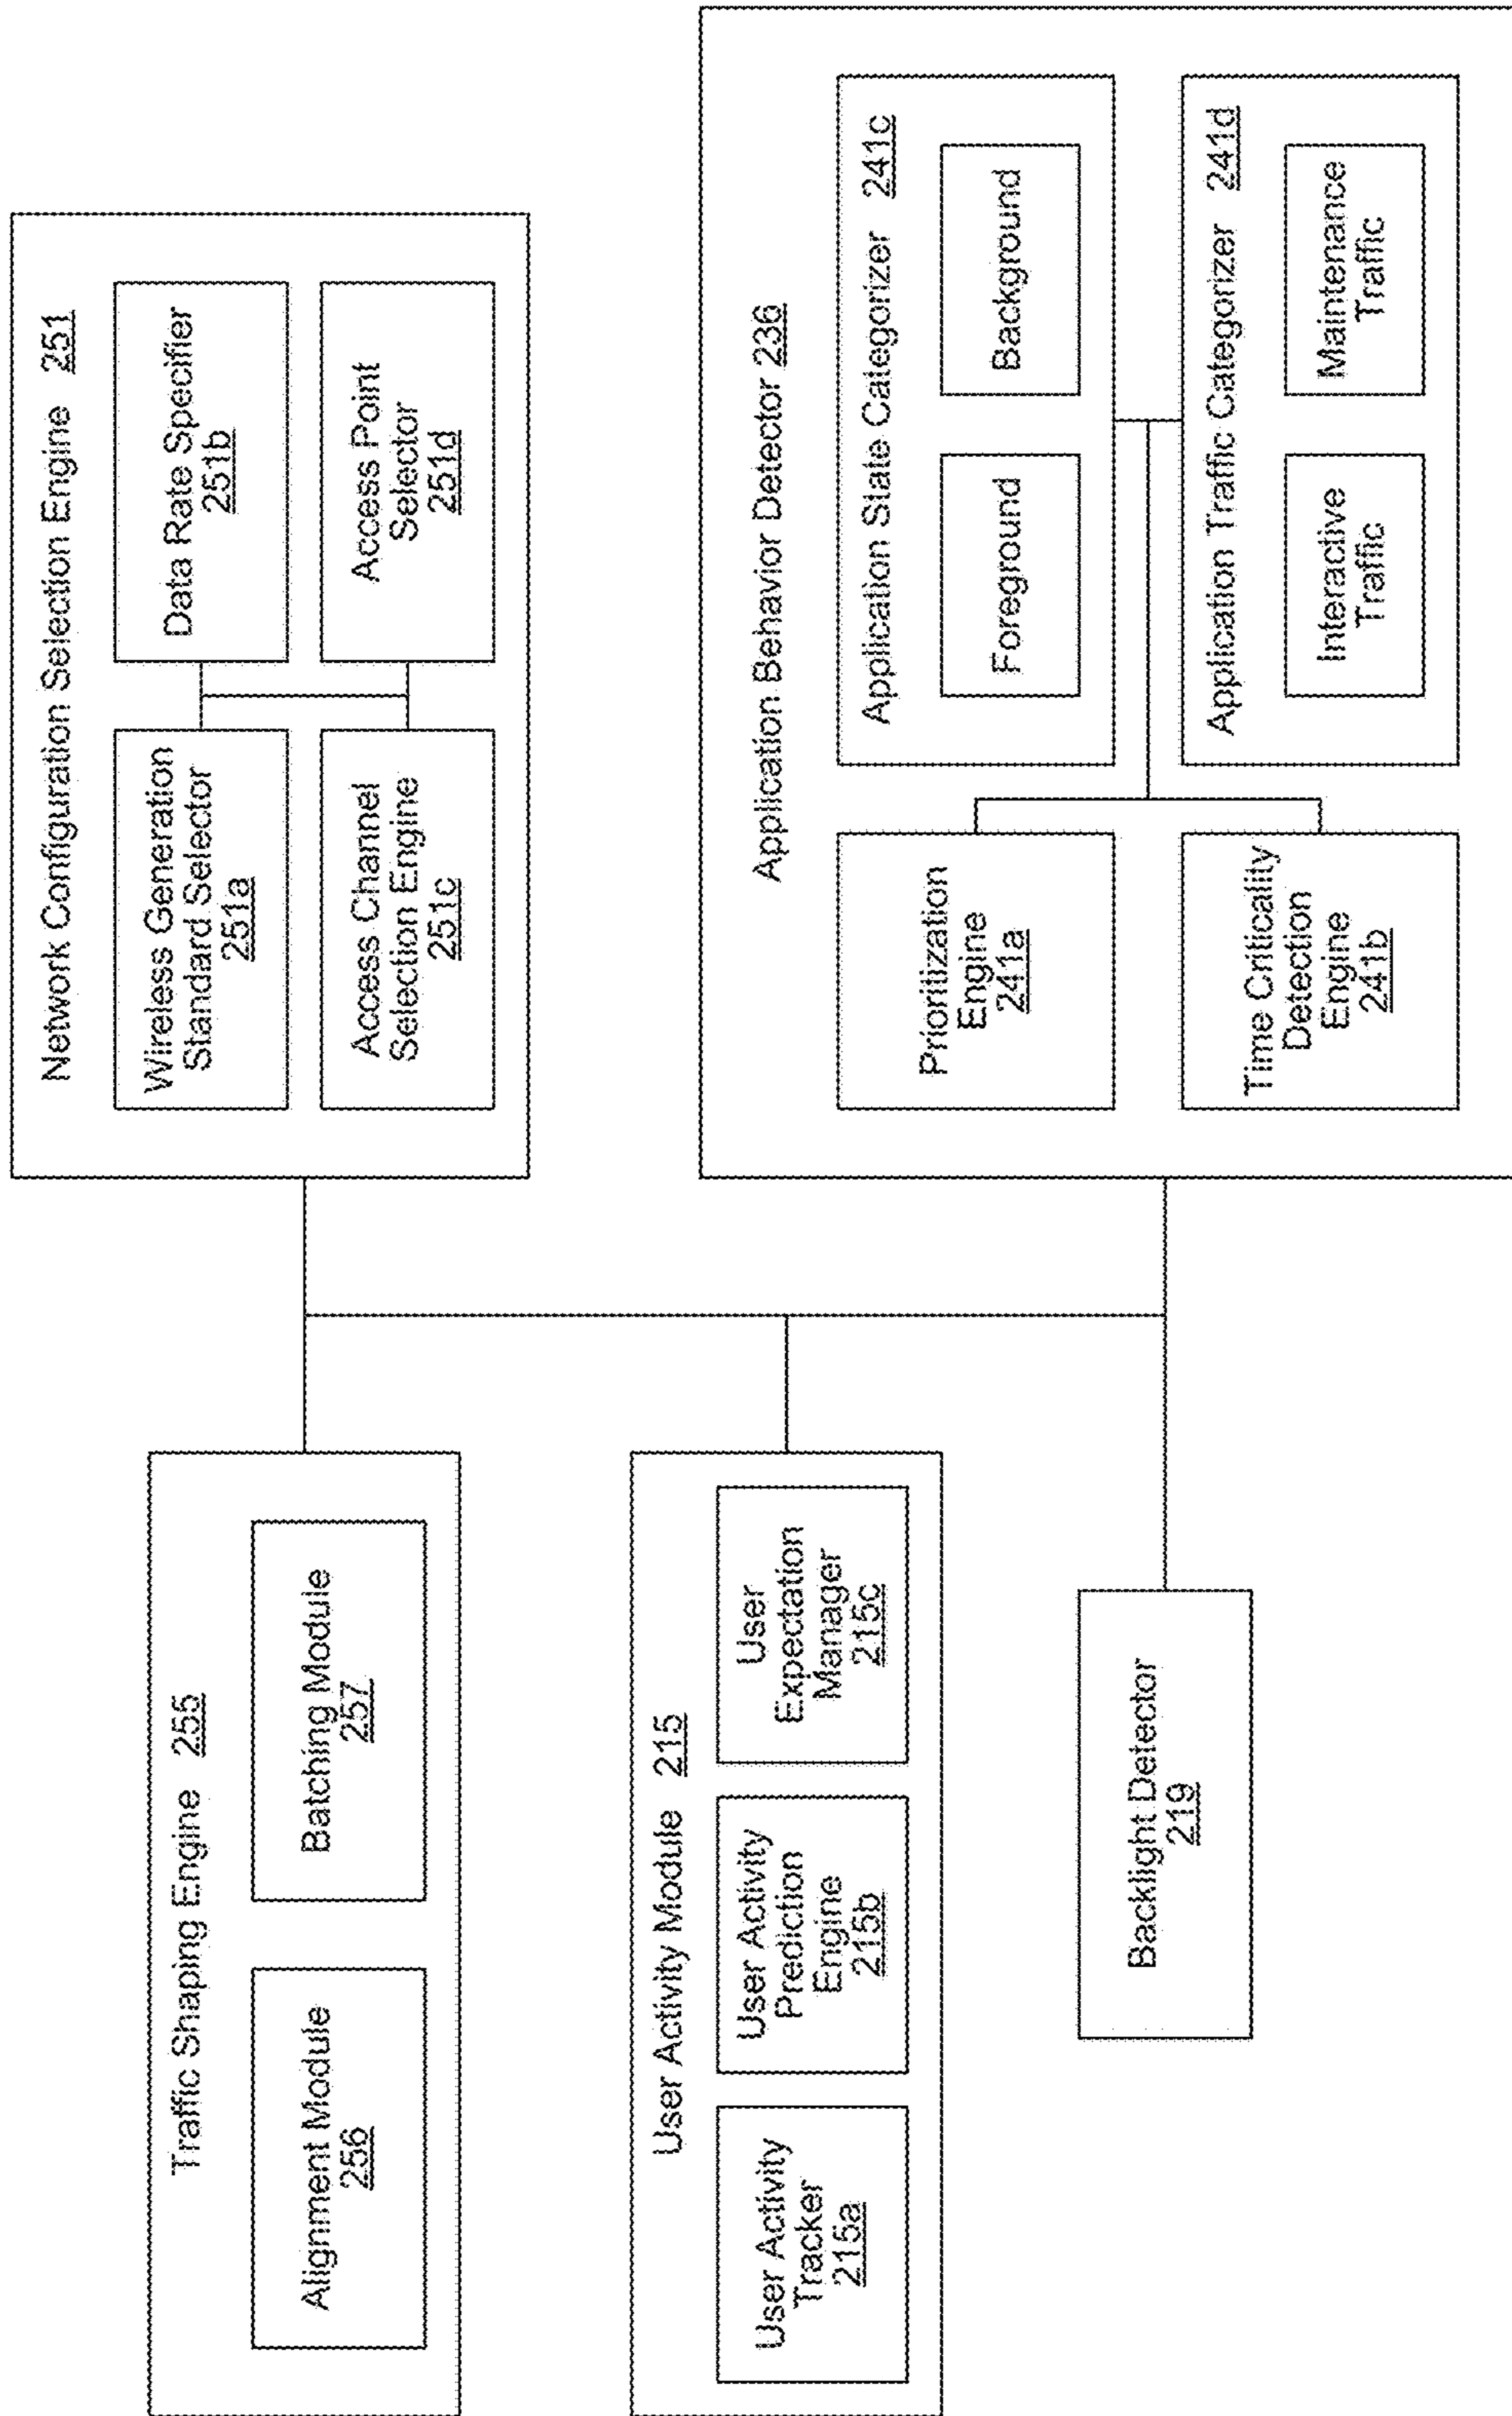 Traffic Shaping Engine 255
Alignment Module
256
Batching Module
257
User Activity Module 215
User Activity
Tracker
215a
User Activity
Prediction
Engine
215b
User
Expectation
Manager
215c
Backlight Detector
219
Network Configuration Selection Engine 251
Wireless Generation
Standard Selector
251a
Data Rate Specifier
251b
Access Channel
Selection Engine
251c
Access Point
Selector
251d
Application Behavior Detector 236
Prioritization
Engine
241a
Time Criticality
Detection
Engine
241b
Application State Categorizer 241c
Foreground
Background
Application Traffic Categorizer 241d
Interactive
Traffic
Maintenance
Traffic